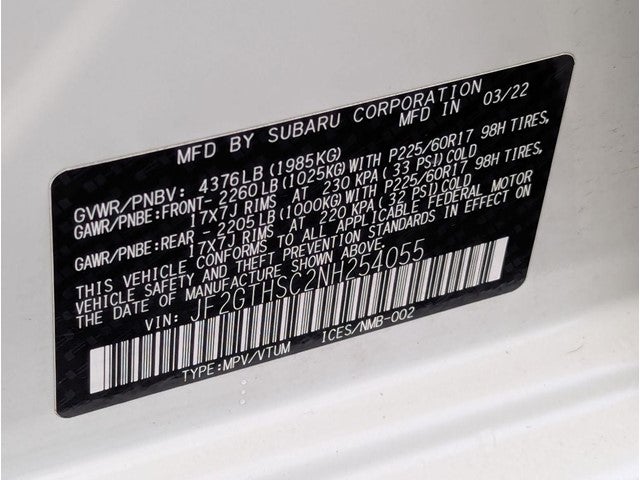 MFD BY SUBARU CORPORATION
MFD IN 03/22
GVWR/PNBV: 4376LB (1985KG)
GAWR/PNBE:FRONT- 2260LB (1025KG)WITH P225/60R17 98H TIRES,
17X7J RIMS AT 230 KPA (33 PSI)COLD
GAWR/PNBE:REAR - 2205LB (1000KG)WITH P225/60R17 98H TIRES,
17X7J RIMS AT 220 KPA (32 PSI)COLD
THIS VEHICLE CONFORMS TO ALL APPLICABLE FEDERAL MOTOR
VEHICLE SAFETY AND THEFT PREVENTION STANDARDS IN EFFECT ON
THE DATE OF MANUFACTURE SHOWN ABOVE.
VIN: JF2GTHSC2NH254055
TYPE:MPV/VTUM ICES/NMB-002